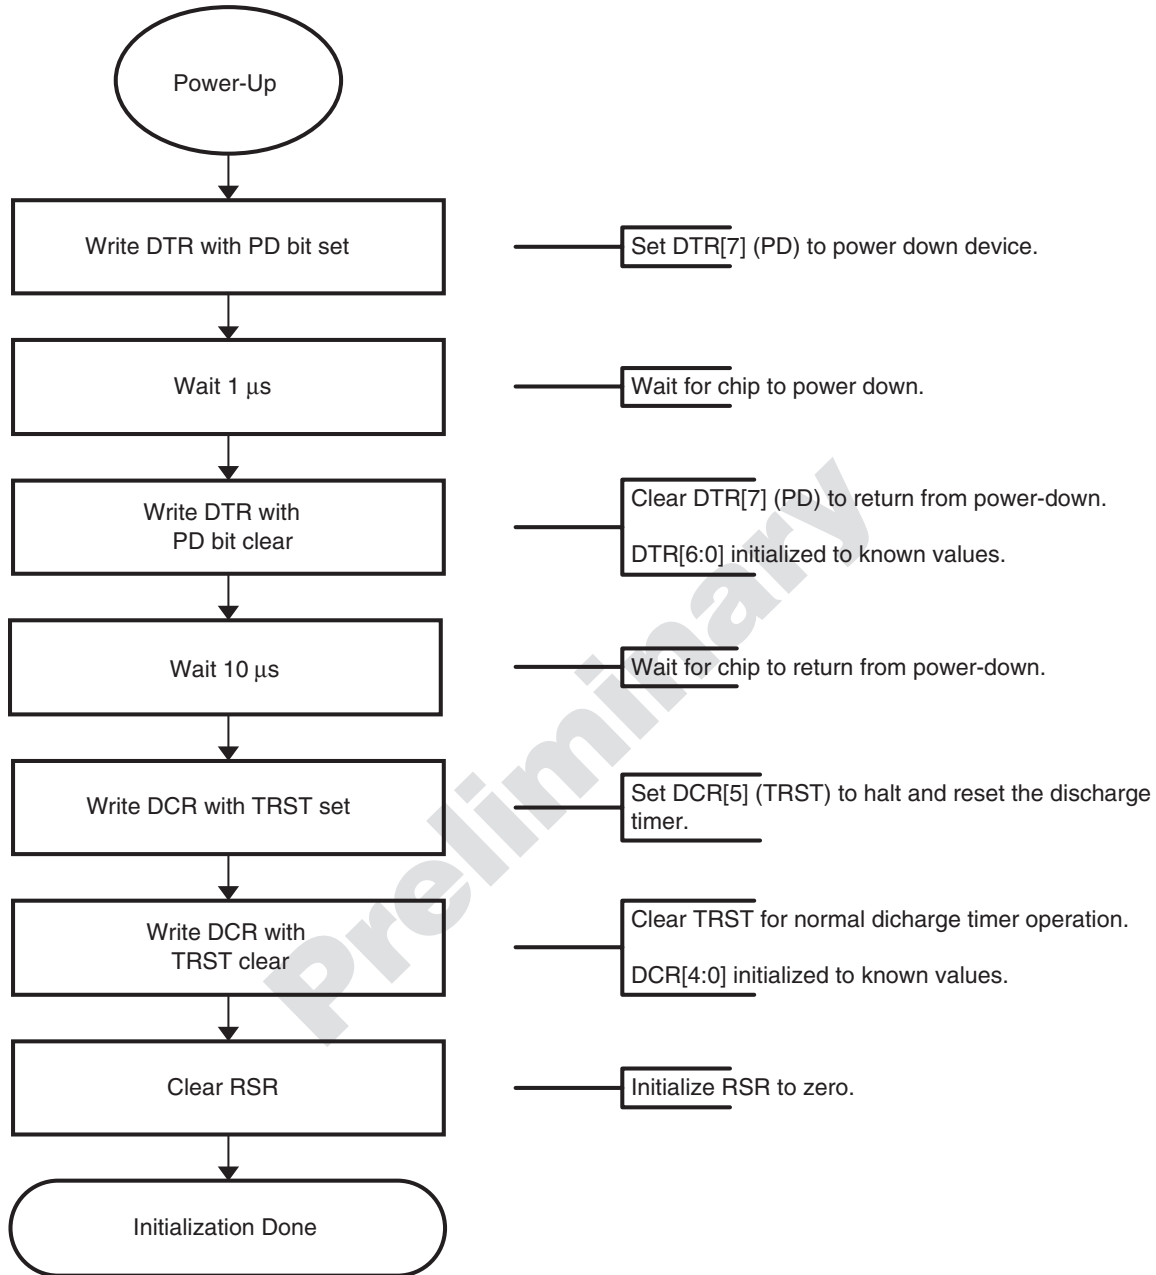 Power-Up
Write DTR with PD bit set
Set DTR[7] (PD) to power down device.
Wait 1 μs
Wait for chip to power down.
Write DTR with
PD bit clear
Clear DTR[7] (PD) to return from power-down.
DTR[6:0] initialized to known values.
Wait 10 μs
Wait for chip to return from power-down.
Write DCR with TRST set
Set DCR[5] (TRST) to halt and reset the discharge
timer.
Write DCR with
TRST clear
Clear TRST for normal dicharge timer operation.
DCR[4:0] initialized to known values.
Clear RSR
Initialize RSR to zero.
Initialization Done
Preliminary